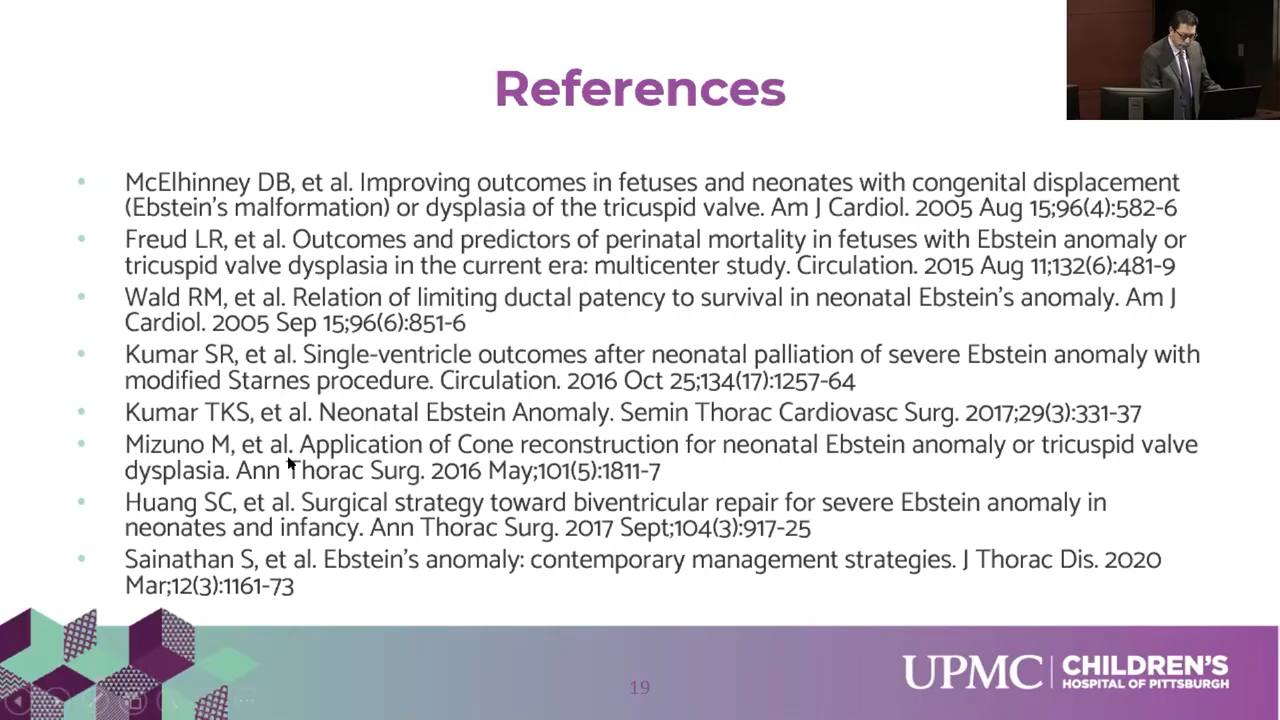 References
• McElhinney DB, et al. Improving outcomes in fetuses and neonates with congenital displacement
(Ebstein's malformation) or dysplasia of the tricuspid valve. Am J Cardiol. 2005 Aug 15;96(4):582-6
• Freud LR, et al. Outcomes and predictors of perinatal mortality in fetuses with Ebstein anomaly or
tricuspid valve dysplasia in the current era: multicenter study. Circulation. 2015 Aug 11;132(6):481-9
• Wald RM, et al. Relation of limiting ductal patency to survival in neonatal Ebstein's anomaly. Am J
Cardiol. 2005 Sep 15;96(6):851-6
• Kumar SR, et al. Single-ventricle outcomes after neonatal palliation of severe Ebstein anomaly with
modified Starnes procedure. Circulation. 2016 Oct 25;134(17):1257-64
• Kumar TKS, et al. Neonatal Ebstein Anomaly. Semin Thorac Cardiovasc Surg. 2017;29(3):331-37
• Mizuno M, et al. Application of Cone reconstruction for neonatal Ebstein anomaly or tricuspid valve
dysplasia. Ann Thorac Surg. 2016 May;101(5):1811-7
• Huang SC, et al. Surgical strategy toward biventricular repair for severe Ebstein anomaly in
neonates and infancy. Ann Thorac Surg. 2017 Sept;104(3):917-25
• Sainathan S, et al. Ebstein's anomaly: contemporary management strategies. J Thorac Dis. 2020
Mar;12(3):1161-73
19
UPMC
CHILDREN'S
HOSPITAL OF PITTSBURGH